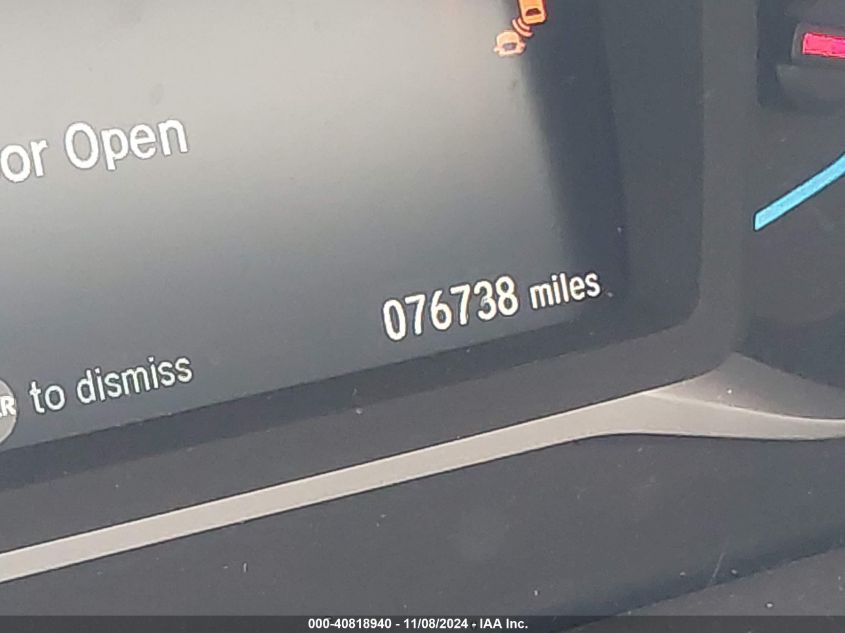 or Open
076738 miles
R to dismiss
000-40818940 - 11/08/2024 - IAA Inc.